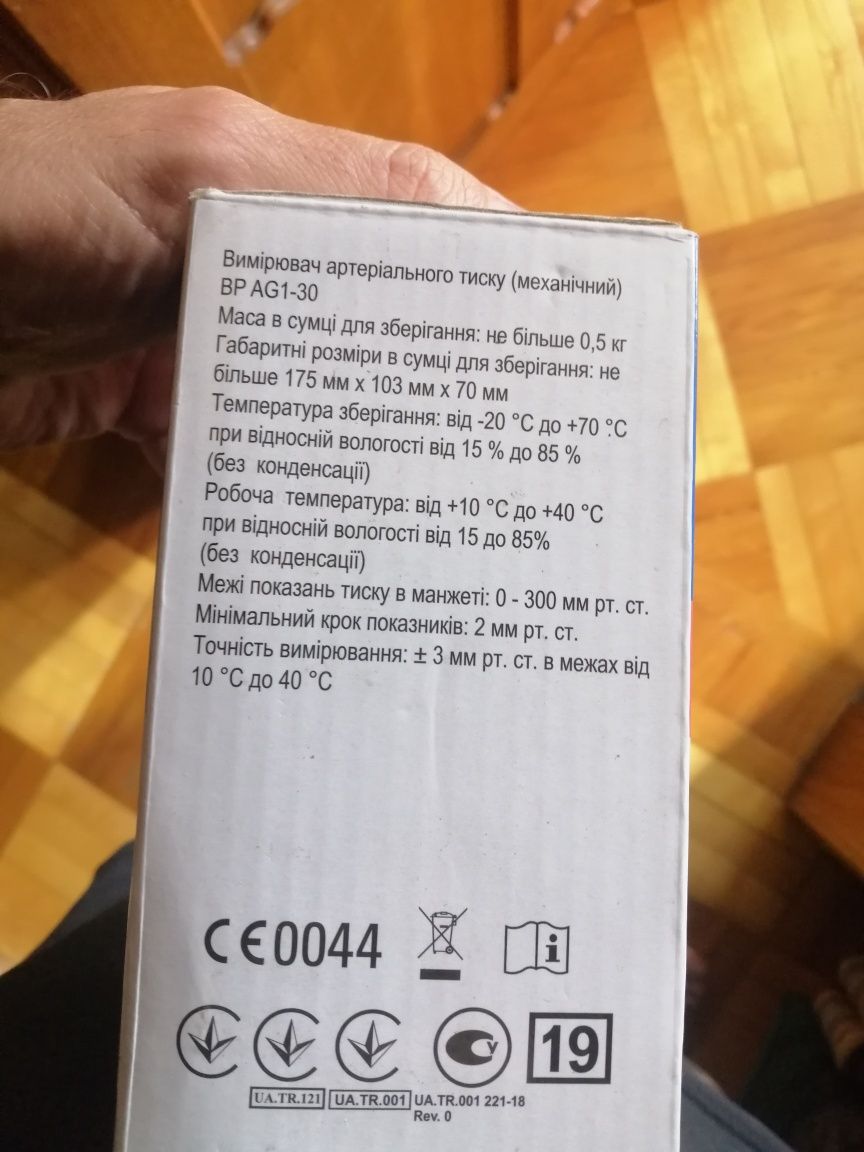 Вимірювач артеріального тиску (механічний)
BP AG1-30
Маса в сумці для зберігання: не більше 0,5 кг
Габаритні розміри в сумці для зберігання: не
більше 175 мм х 103 мм х 70 мм
Температура зберігання: від -20 °C до +70 °C
при відносній вологості від 15 % до 85 %
(без конденсації)
Робоча температура: від +10 °C до +40 °C
при відносній вологості від 15 до 85%
(без конденсації)
Межі показань тиску в манжеті: 0 - 300 мм рт. ст.
Мінімальний крок показників: 2 мм рт. ст.
Точність вимірювання: ± 3 мм рт. ст. в межах від
10 °C до 40 °C
CE0044
i
V 19
UA.TR.121 UA.TR.001 UA.TR.001 221-18
Rev. 0